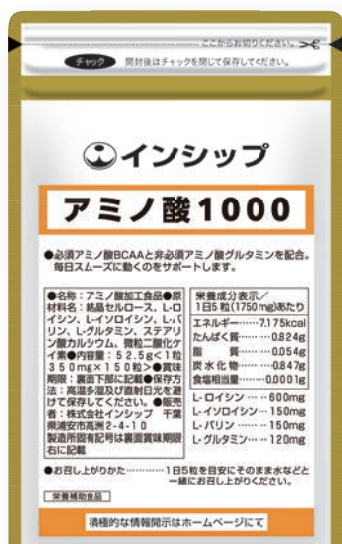 ここからお切りください。
チャック 開封後はチャックを閉じて保存してください。
インシップ
アミノ酸1000
●必須アミノ酸BCAAと非必須アミノ酸グルタミンを配合。
毎日スムーズに動くのをサポートします。
●名称：アミノ酸加工食品●原
材料名：結晶セルロース、L-ロ
イシン、L-イソロイシン、L-バ
リン、L-グルタミン、ステアリ
ン酸カルシウム、微粒二酸化ケ
イ素●内容量：52.5g<1粒
350mg×150粒>●賞味
期限：裏面下部に記載●保存方
法：高温多湿及び直射日光を避
けて保存してください。●販売
者：株式会社インシップ 千葉
県浦安市高洲2-4-10
製造所固有記号は裏面賞味期限
右に記載
栄養成分表示／
1日5粒(1750mg)あたり
エネルギー……7.175kcal
たんぱく質……0.824g
脂質……0.054g
炭水化物……0.847g
食塩相当量……0.0001g
L-ロイシン……600mg
L-イソロイシン…150mg
L-バリン……150mg
L-グルタミン…120mg
●お召し上がりかた…………1日5粒を目安にそのまま水などと
一緒にお召し上がりください。
栄養補助食品
積極的な情報開示はホームページにて